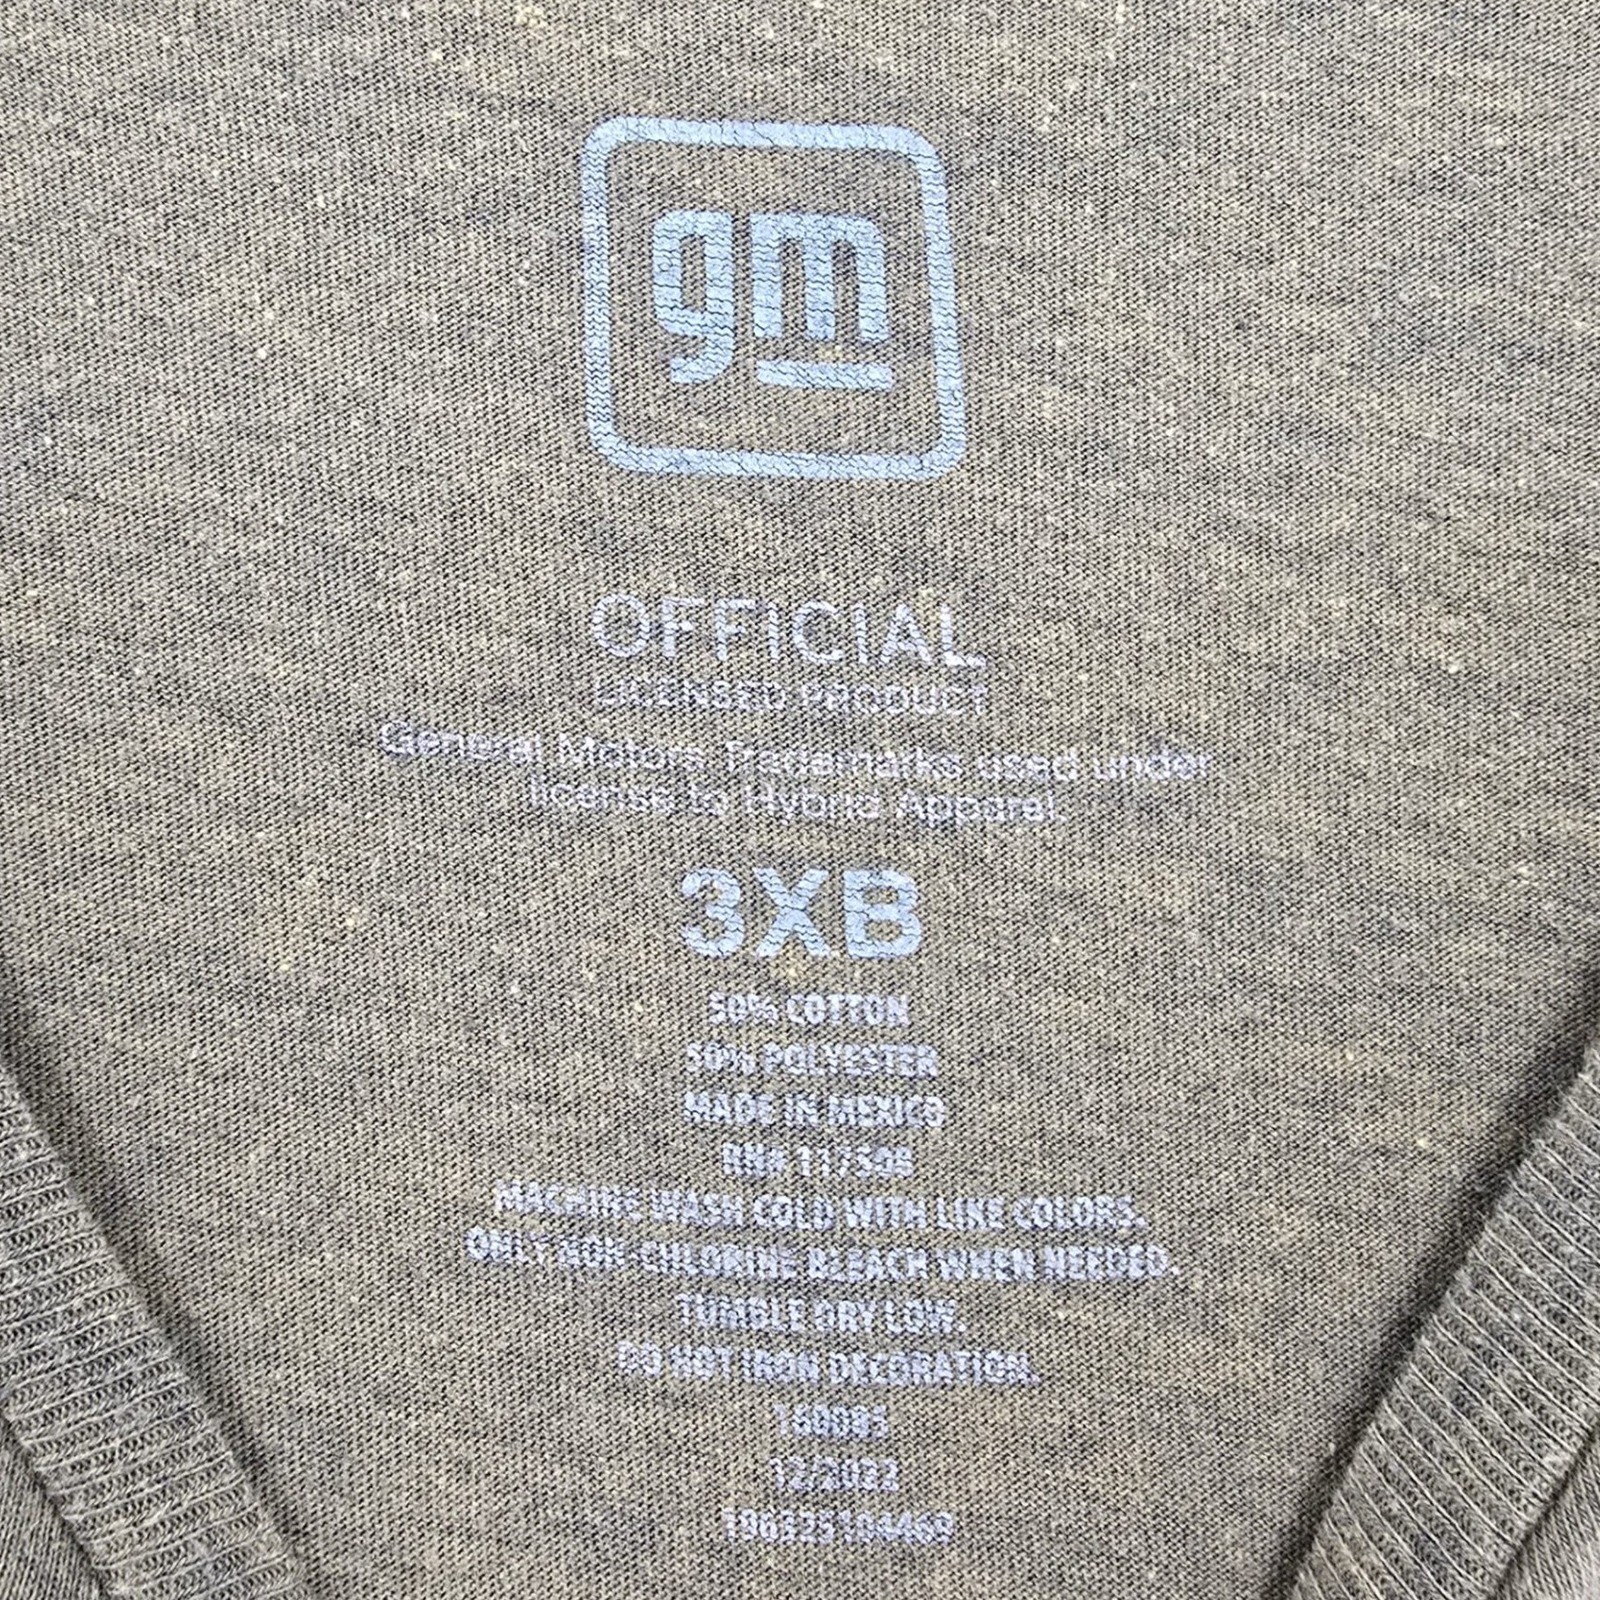 gm
OFFICIAL
LICENSED PRODUCT
General Motors Trademarks used under
license to Hybrid Apparel.
3XB
50% COTTON
50% POLYESTER
MADE IN MEXICO
RN#
MACHINE WASH COLD WITH LIKE COLORS.
ONLY NON-CHLORINE BLEACH WHEN NEEDED.
TUMBLE DRY LOW.
DO NOT IRON DECORATION.